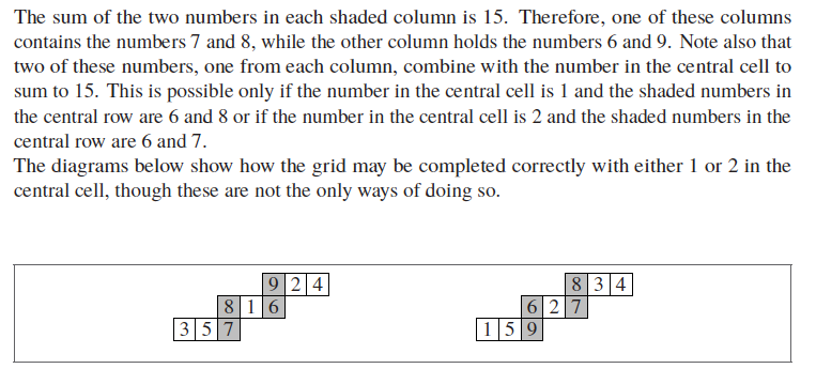 The sum of the two numbers in each shaded column is 15. Therefore, one of these columns
contains the numbers 7 and 8, while the other column holds the numbers 6 and 9. Note also that
two of these numbers, one from each column, combine with the number in the central cell to
sum to 15. This is possible only if the number in the central cell is 1 and the shaded numbers in
the central row are 6 and 8 or if the number in the central cell is 2 and the shaded numbers in the
central row are 6 and 7.
The diagrams below show how the grid may be completed correctly with either 1 or 2 in the
central cell, though these are not the only ways of doing so.
9 2 4
8 1 6
3 5 7
8 3 4
6 2 7
1 5 9